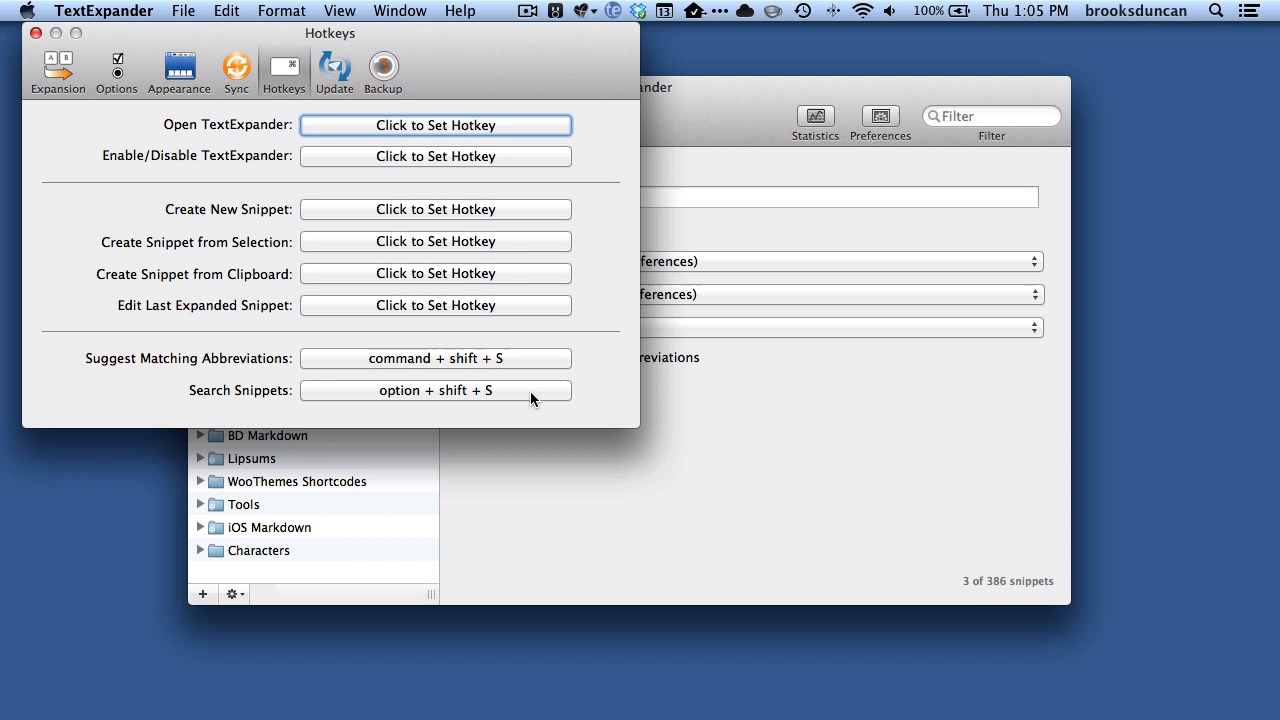 TextExpander File Edit Format View Window Help 13 100% Thu 1:05 PM brooksduncan
Hotkeys
Expansion Options Appearance Sync Hotkeys Update Backup
Open TextExpander: Click to Set Hotkey
Enable/Disable TextExpander: Click to Set Hotkey
Create New Snippet: Click to Set Hotkey
Create Snippet from Selection: Click to Set Hotkey
Create Snippet from Clipboard: Click to Set Hotkey
Edit Last Expanded Snippet: Click to Set Hotkey
Suggest Matching Abbreviations: command + shift + S
Search Snippets: option + shift + S
ander
Statistics Preferences Filter
Filter
ferences)
ferences)
reviations
BD Markdown
Lipsums
WooThemes Shortcodes
Tools
iOS Markdown
Characters
3 of 386 snippets